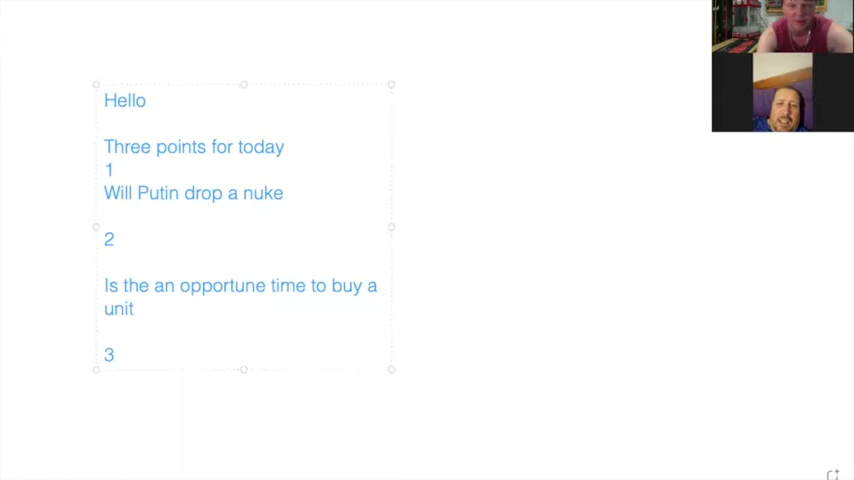 Hello
Three points for today
1
Will Putin drop a nuke
2
Is the an opportune time to buy a
unit
3